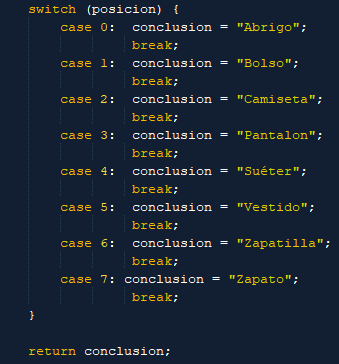 switch (posicion) {
case 0: conclusion = "Abrigo";
break;
case 1: conclusion = "Bolso";
break;
case 2: conclusion = "Camiseta";
break;
case 3: conclusion = "Pantalon";
break;
case 4: conclusion = "Suéter";
break;
case 5: conclusion = "Vestido";
break;
case 6: conclusion = "Zapatilla";
break;
case 7: conclusion = "Zapato";
break;
}
return conclusion;